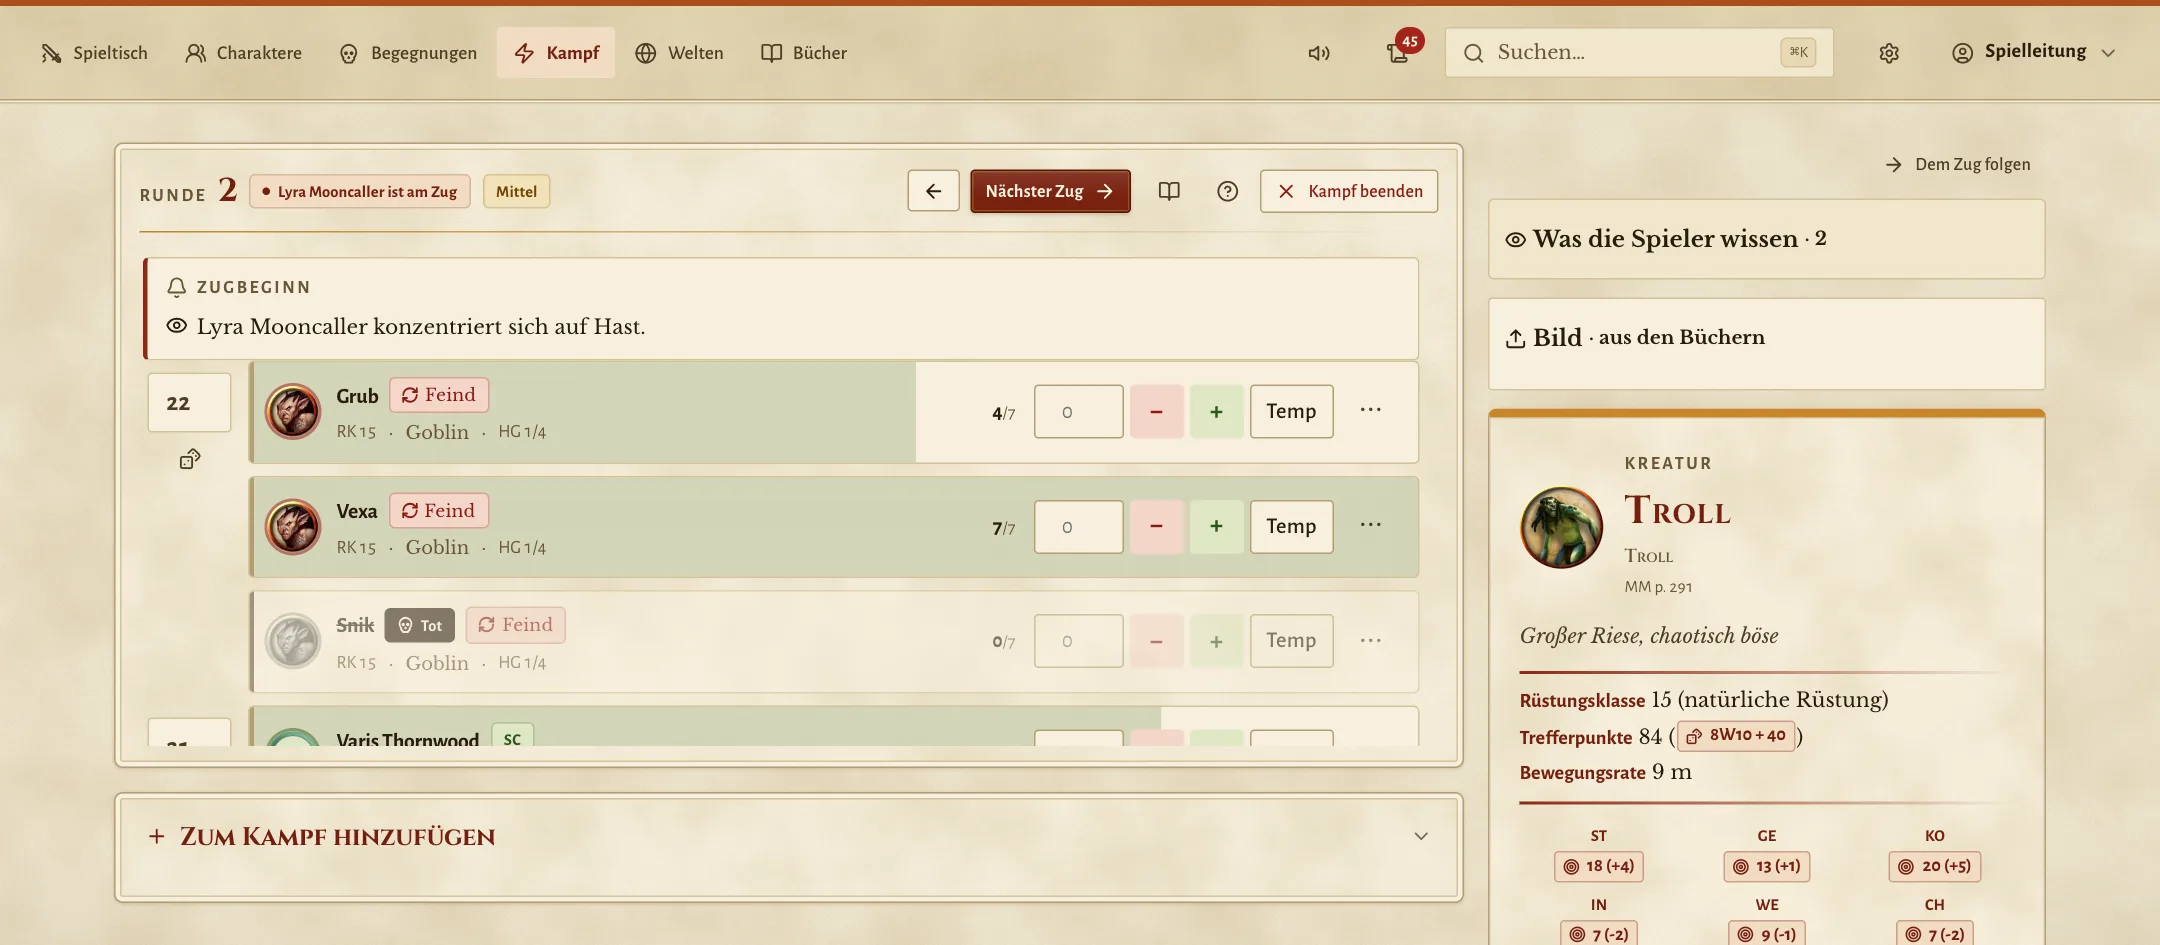 Spieltisch Charaktere Begegnungen Kampf Welten Bücher 45 Suchen... ⌘K Spielleitung
RUNDE 2 Lyra Mooncaller ist am Zug Mittel Nächster Zug Kampf beenden
ZUGBEGINN
Lyra Mooncaller konzentriert sich auf Hast.
22
Grub Feind
RK 15 · Goblin · HG 1/4
4/7 0 − + Temp ...
Vexa Feind
RK 15 · Goblin · HG 1/4
7/7 0 − + Temp ...
Snik Tot Feind
RK 15 · Goblin · HG 1/4
0/7 0 − + Temp ...
Varis Thornwood SC
+ ZUM KAMPF HINZUFÜGEN
Dem Zug folgen
Was die Spieler wissen · 2
Bild · aus den Büchern
KREATUR
TROLL
TROLL
MM p. 291
Großer Riese, chaotisch böse
Rüstungsklasse 15 (natürliche Rüstung)
Trefferpunkte 84 ( 8W10 + 40 )
Bewegungsrate 9 m
ST GE KO
18 (+4) 13 (+1) 20 (+5)
IN WE CH
7 (-2) 9 (-1) 7 (-2)